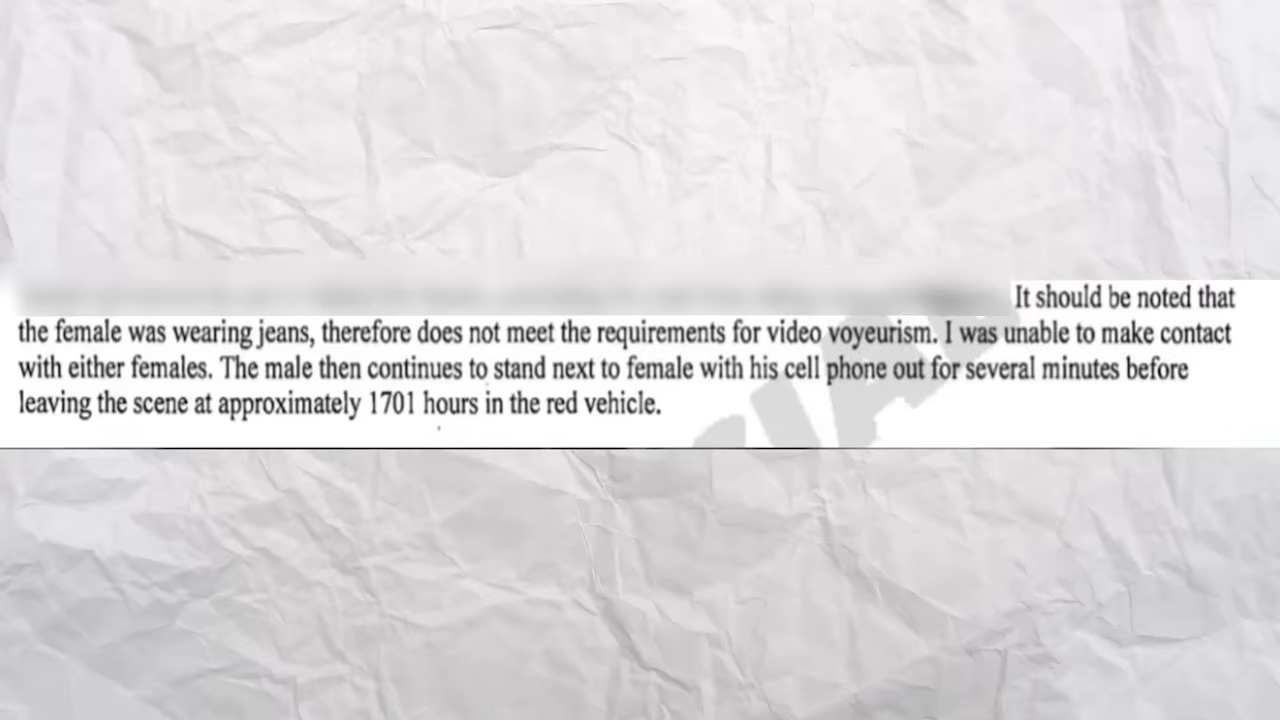 It should be noted that
the female was wearing jeans, therefore does not meet the requirements for video voyeurism. I was unable to make contact
with either females. The male then continues to stand next to female with his cell phone out for several minutes before
leaving the scene at approximately 1701 hours in the red vehicle.